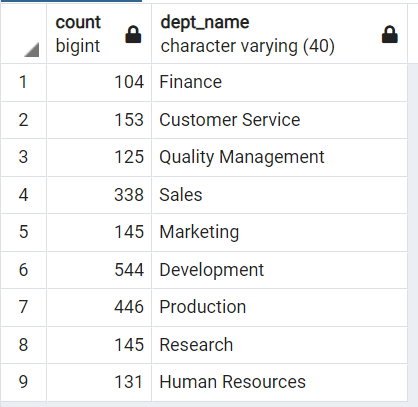 count dept_name
bigint character varying (40)
1 104 Finance
2 153 Customer Service
3 125 Quality Management
4 338 Sales
5 145 Marketing
6 544 Development
7 446 Production
8 145 Research
9 131 Human Resources